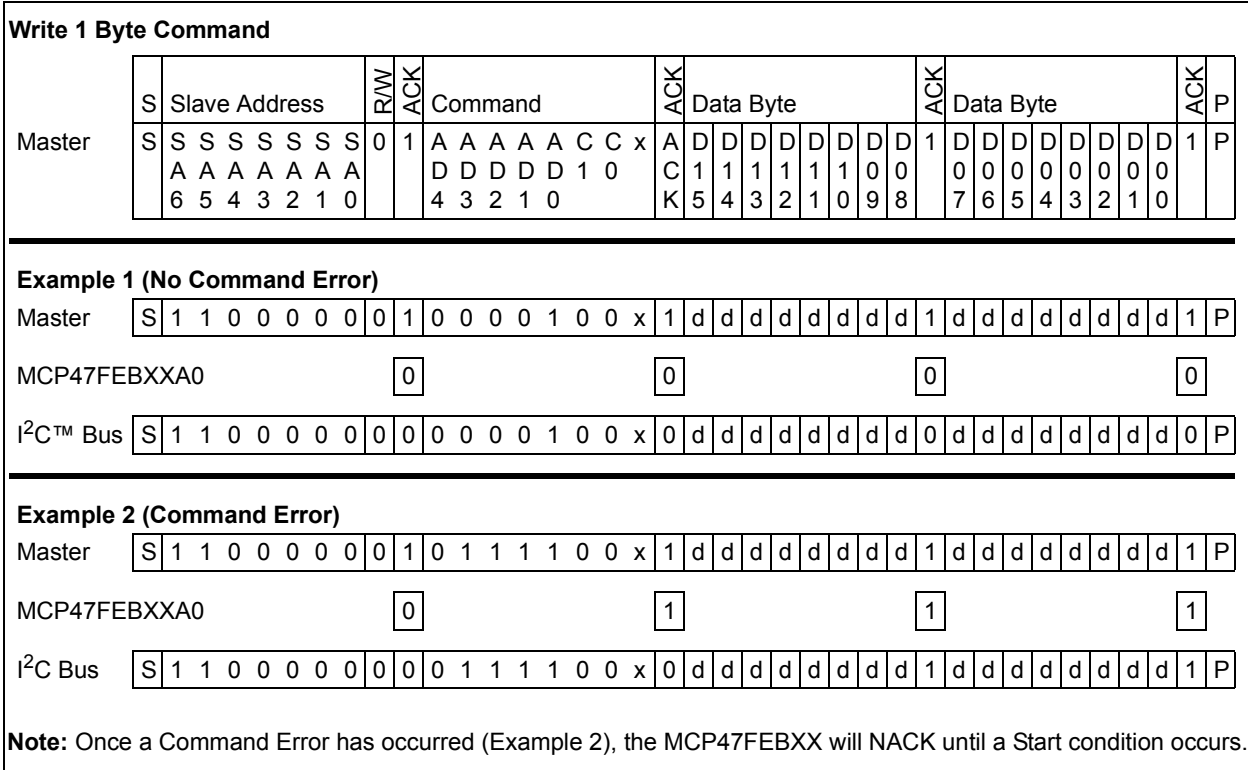 Write 1 Byte Command
S Slave Address R/W ACK Command ACK Data Byte ACK Data Byte ACK P
Master S S S S S S S S 0 1 A A A A A C C x A D D D D D D D D 1 D D D D D D D D 1 P
A A A A A A A D D D D D 1 0 C 1 1 1 1 1 1 0 0 0 0 0 0 0 0 0 0
6 5 4 3 2 1 0 4 3 2 1 0 K 5 4 3 2 1 0 9 8 7 6 5 4 3 2 1 0
Example 1 (No Command Error)
Master S 1 1 0 0 0 0 0 0 1 0 0 0 0 1 0 0 x 1 d d d d d d d d 1 d d d d d d d d 1 P
MCP47FEBXXA0 0 0 0 0
I²C™ Bus S 1 1 0 0 0 0 0 0 0 0 0 0 0 1 0 0 x 0 d d d d d d d d 0 d d d d d d d d 0 P
Example 2 (Command Error)
Master S 1 1 0 0 0 0 0 0 1 0 1 1 1 1 0 0 x 1 d d d d d d d d 1 d d d d d d d d 1 P
MCP47FEBXXA0 0 1 1 1
I²C Bus S 1 1 0 0 0 0 0 0 0 0 1 1 1 1 0 0 x 0 d d d d d d d d 1 d d d d d d d d 1 P
Note: Once a Command Error has occurred (Example 2), the MCP47FEBXX will NACK until a Start condition occurs.